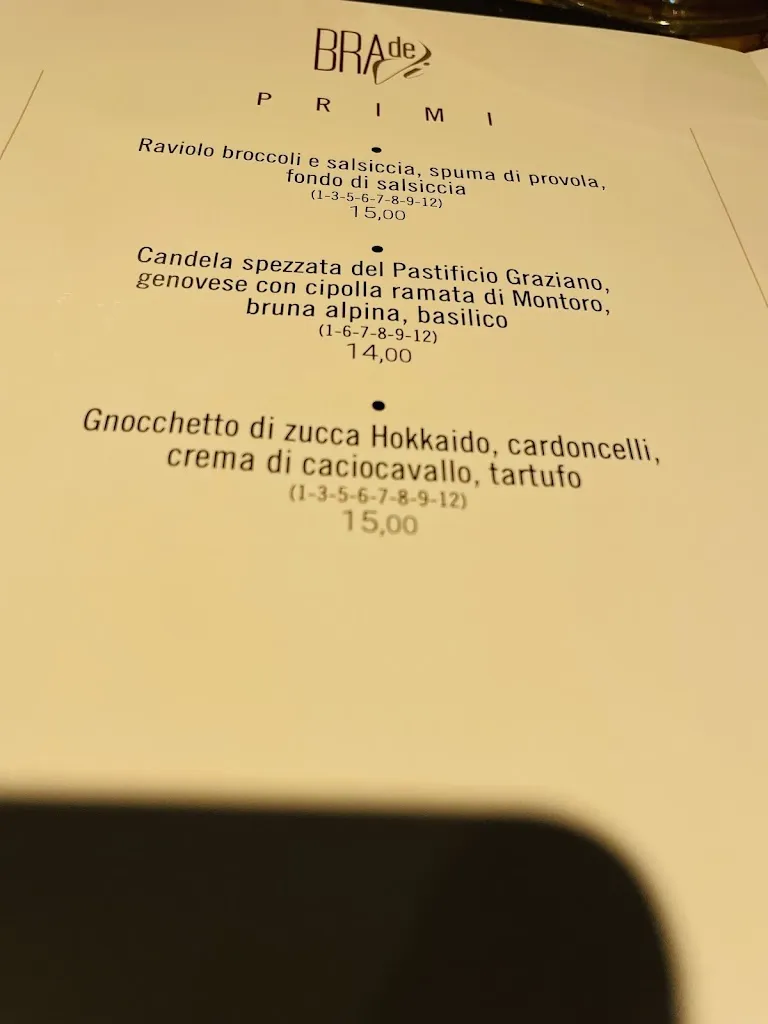 BRAde
PRIMI
Raviolo broccoli e salsiccia, spuma di provola,
fondo di salsiccia
(1-3-5-6-7-8-9-12)
15,00
Candela spezzata del Pastificio Graziano,
genovese con cipolla ramata di Montoro,
bruna alpina, basilico
(1-6-7-8-9-12)
14,00
Gnocchetto di zucca Hokkaido, cardoncelli,
crema di caciocavallo, tartufo
(1-3-5-6-7-8-9-12)
15,00